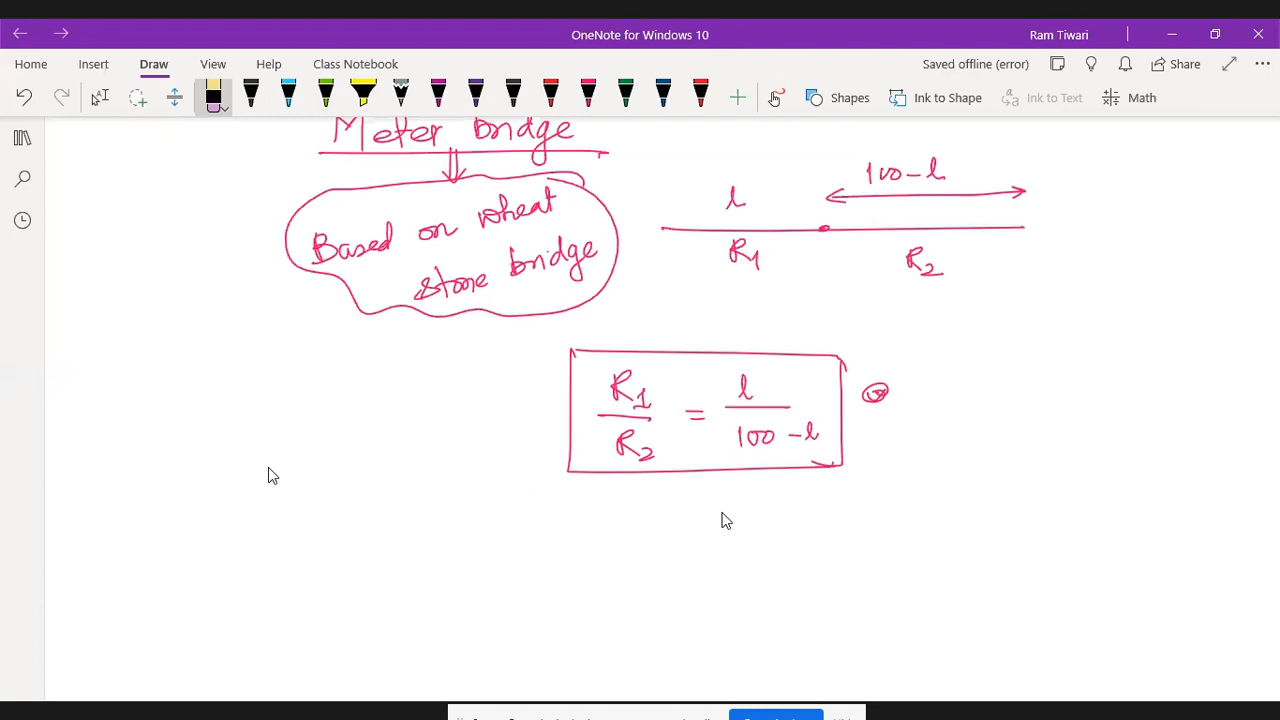 OneNote for Windows 10
Ram Tiwari
Home Insert Draw View Help Class Notebook
Saved offline (error)
Share
Shapes
Ink to Shape
Ink to Text
Math
Meter bridge
Based on wheat
stone bridge
l
100-l
R1
R2
R1
R2
=
l
100-l